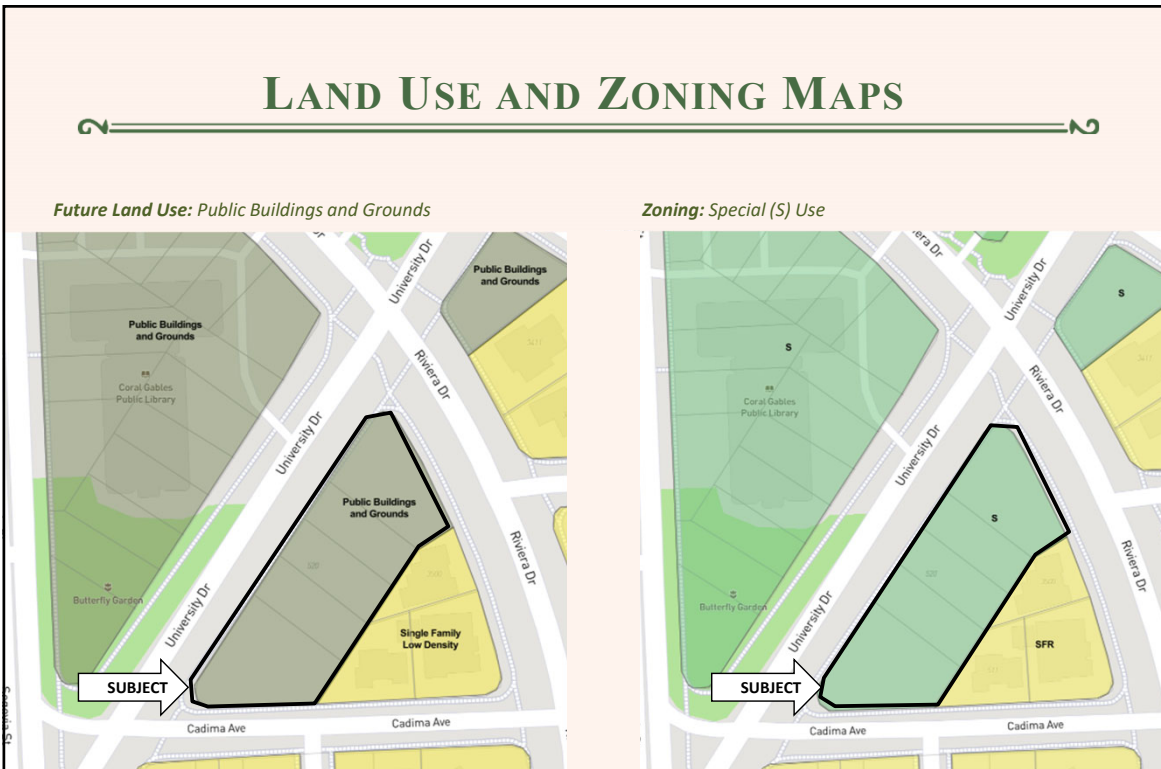 LAND USE AND ZONING MAPS
Future Land Use: Public Buildings and Grounds
Zoning: Special (S) Use
University Dr
Public Buildings
and Grounds
Public Buildings
and Grounds
Coral Gables
Public Library
Riviera Dr
University Dr
Public Buildings
and Grounds
520
Riviera Dr
Butterfly Garden
University Dr
Single Family
Low Density
SUBJECT
Cadima Ave
Cadima Ave
University Dr
S
S
Coral Gables
Public Library
Riviera Dr
University Dr
S
520
Riviera Dr
Butterfly Garden
University Dr
SFR
SUBJECT
Cadima Ave
Cadima Ave